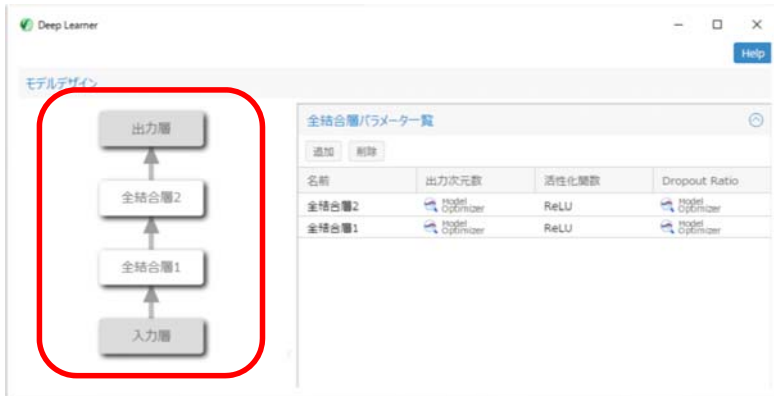 Deep Learner
Help
モデルデザイン
出力層
全結合層2
全結合層1
入力層
全結合層パラメータ一覧
追加 削除
名前 出力次元数 活性化関数 Dropout Ratio
全結合層2 Model Optimizer ReLU Model Optimizer
全結合層1 Model Optimizer ReLU Model Optimizer